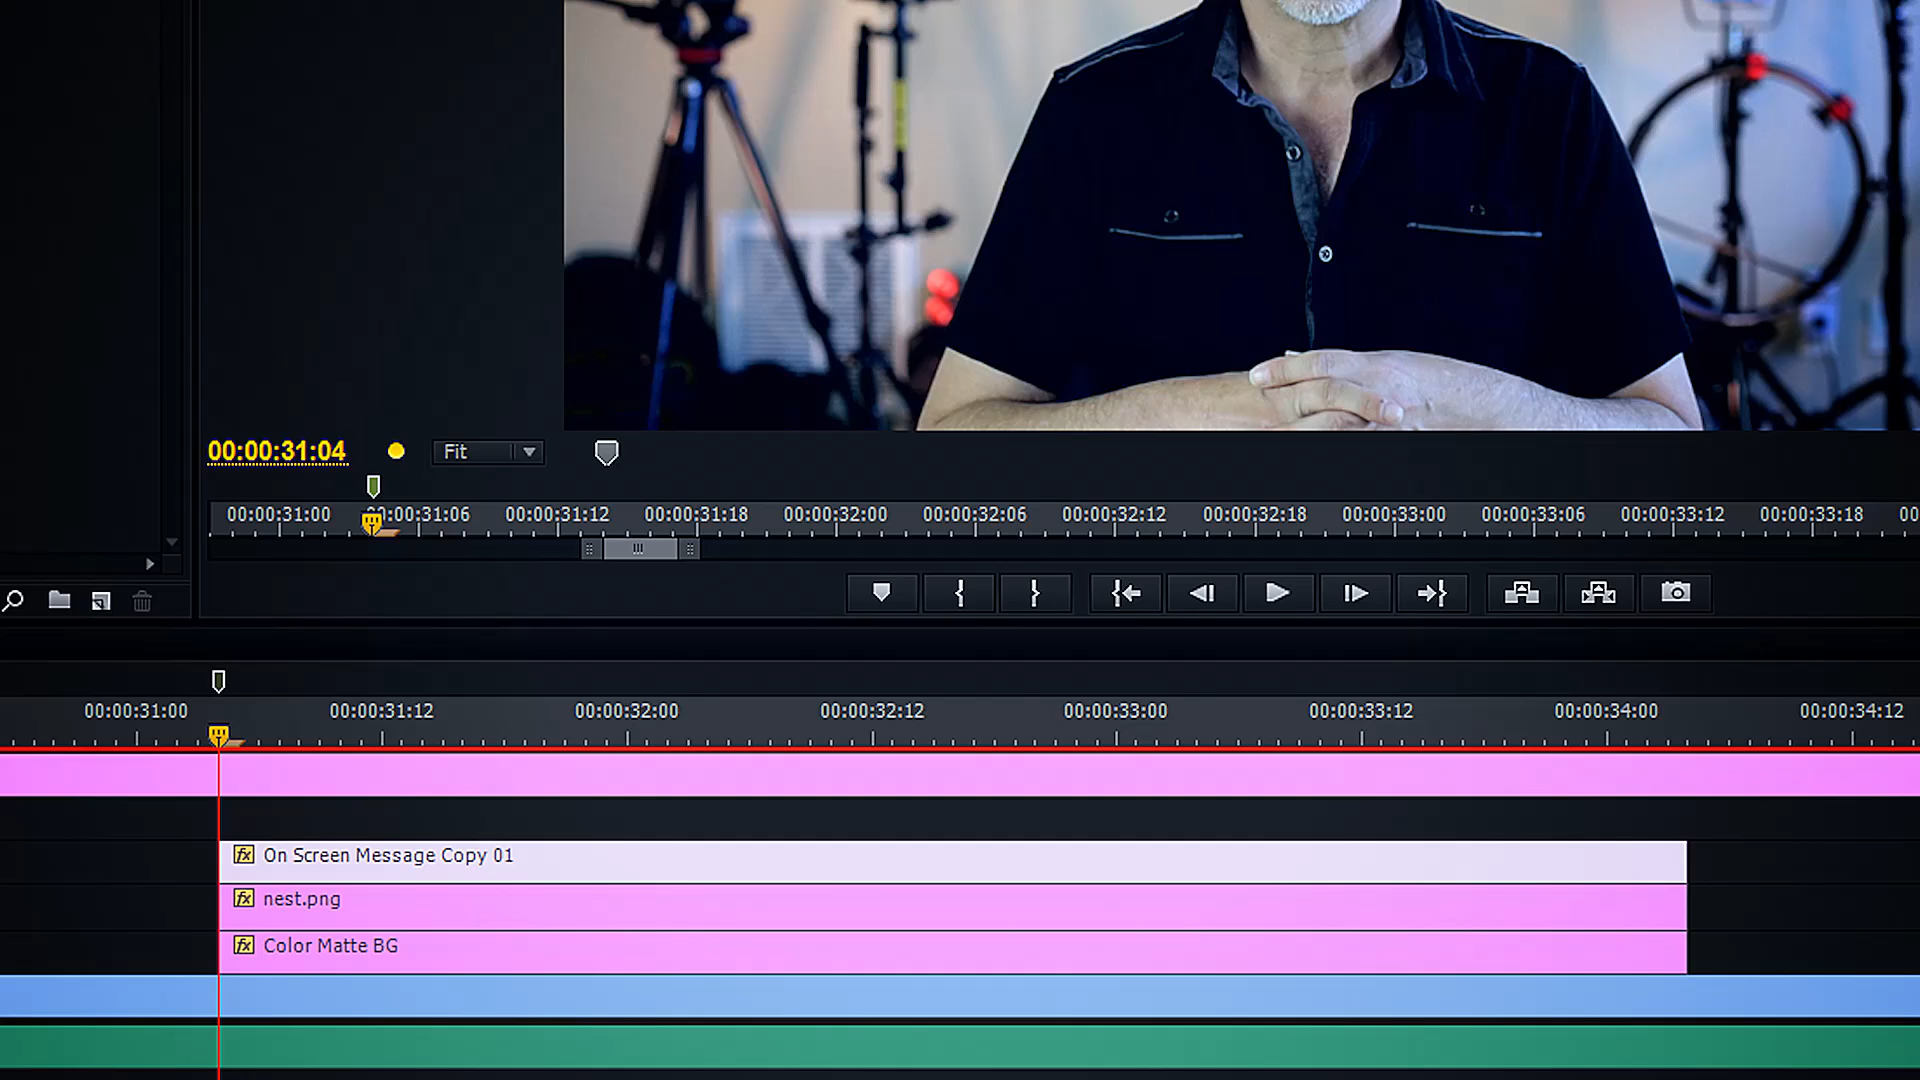 00:00:31:04
Fit
00:00:31:00 00:00:31:06 00:00:31:12 00:00:31:18 00:00:32:00 00:00:32:06 00:00:32:12 00:00:32:18 00:00:33:00 00:00:33:06 00:00:33:12 00:00:33:18 00
00:00:31:00 00:00:31:12 00:00:32:00 00:00:32:12 00:00:33:00 00:00:33:12 00:00:34:00 00:00:34:12
fx On Screen Message Copy 01
fx nest.png
fx Color Matte BG